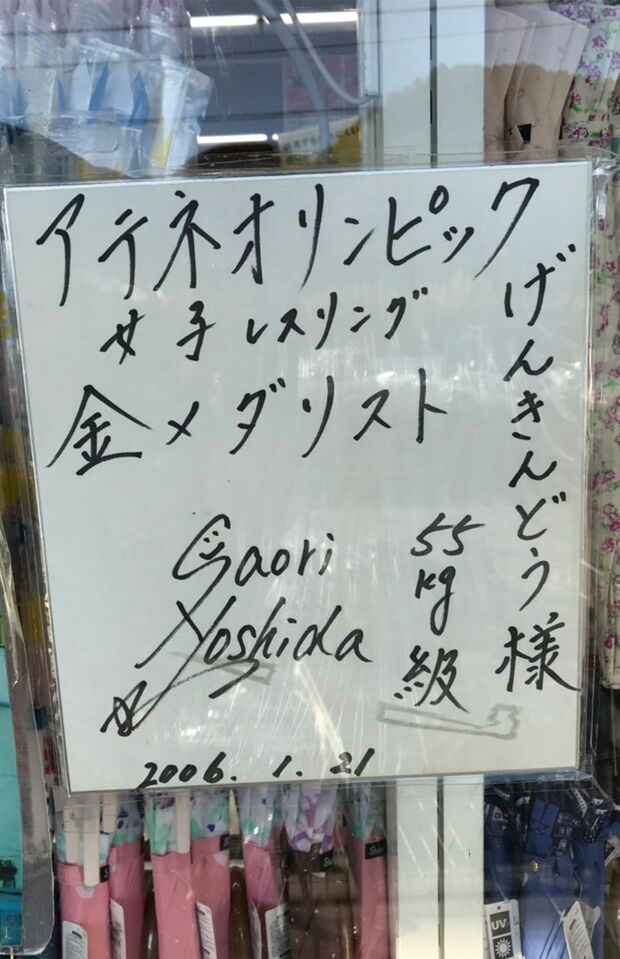 アテネオリンピック
女子レスリング
金メダリスト
げんきんどう様
55
kg
級
Saori
Yoshida
2006.1.21
UV